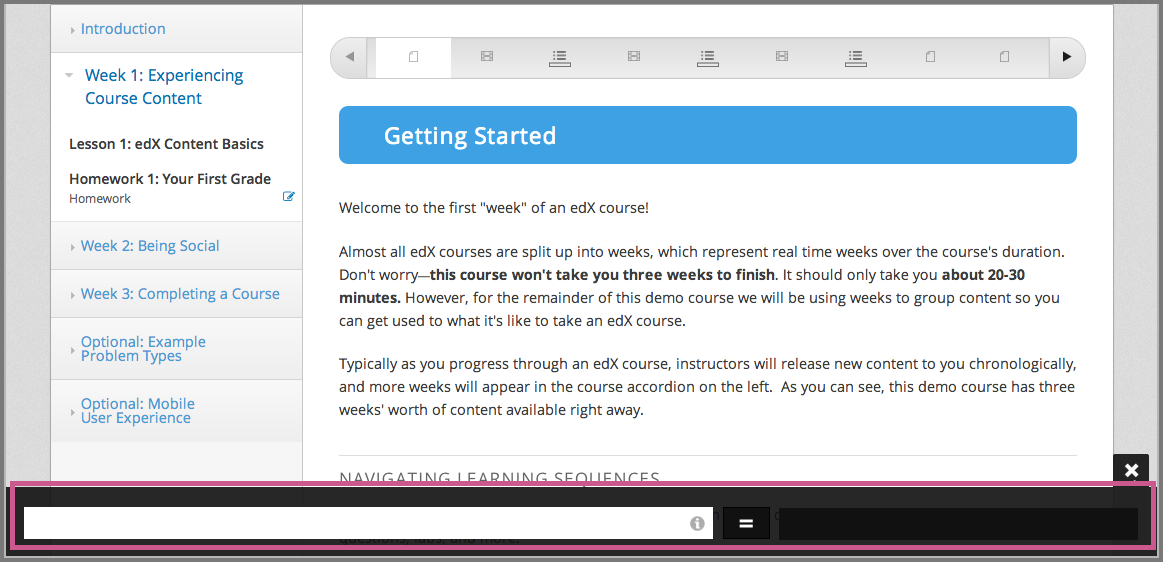 Introduction
Week 1: Experiencing
Course Content
Lesson 1: edX Content Basics
Homework 1: Your First Grade
Homework
Week 2: Being Social
Week 3: Completing a Course
Optional: Example
Problem Types
Optional: Mobile
User Experience
Getting Started
Welcome to the first "week" of an edX course!
Almost all edX courses are split up into weeks, which represent real time weeks over the course's duration.
Don't worry—this course won't take you three weeks to finish. It should only take you about 20-30
minutes. However, for the remainder of this demo course we will be using weeks to group content so you
can get used to what it's like to take an edX course.
Typically as you progress through an edX course, instructors will release new content to you chronologically,
and more weeks will appear in the course accordion on the left. As you can see, this demo course has three
weeks' worth of content available right away.
NAVIGATING LEARNING SEQUENCES
=
questions, labs, and more.